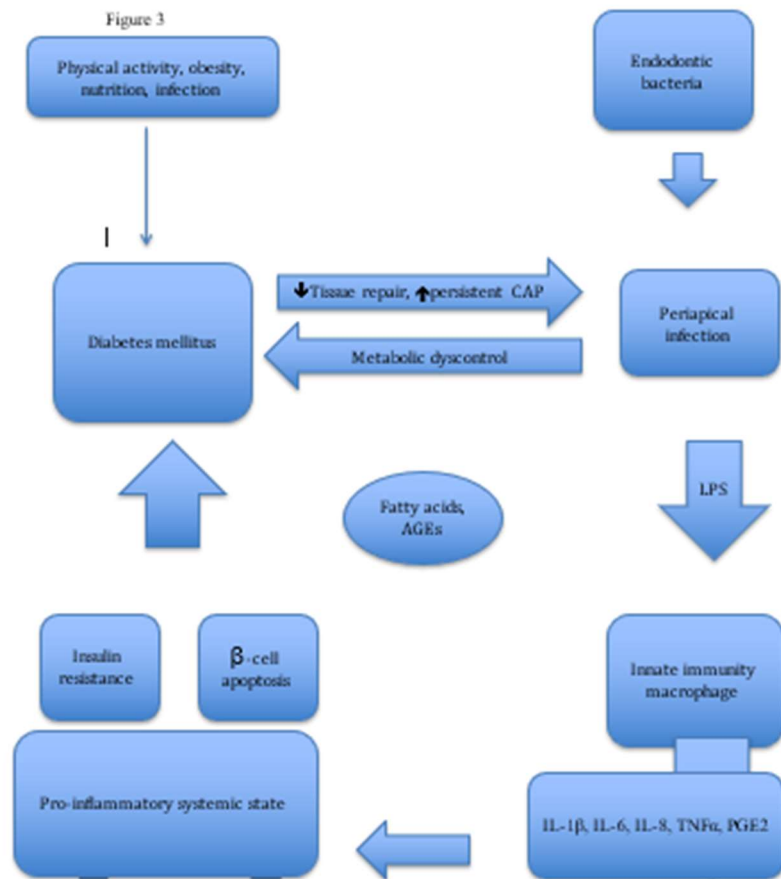 Figure 3
Physical activity, obesity,
nutrition, infection
Endodontic
bacteria
Diabetes mellitus
🡇Tissue repair, 🡅persistent CAP
Metabolic dyscontrol
Periapical
infection
Fatty acids,
AGEs
LPS
Insulin
resistance
β-cell
apoptosis
Innate immunity
macrophage
Pro-inflammatory systemic state
IL-1β, IL-6, IL-8, TNFα, PGE2